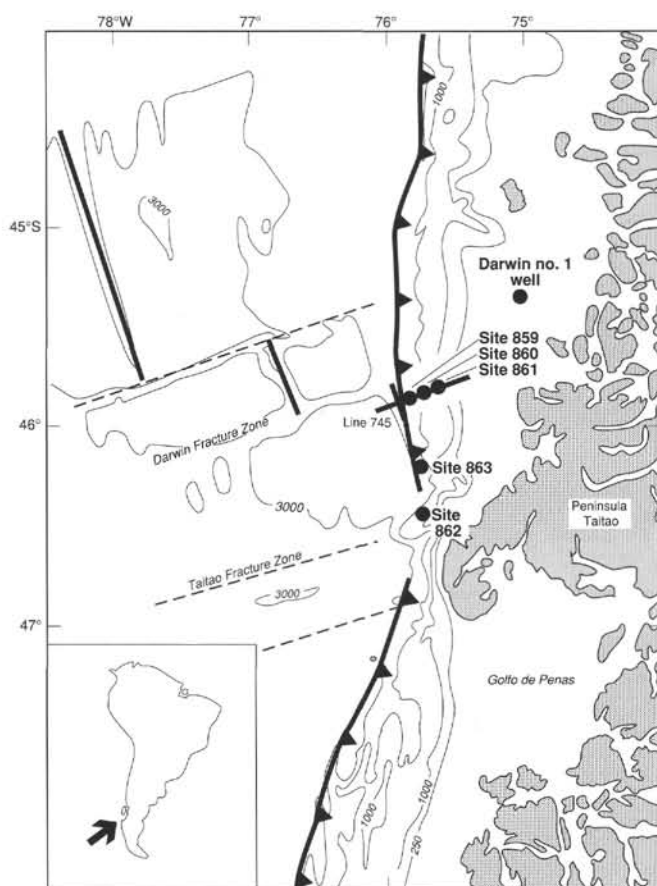 78°W
77°
76°
75°
1000
3000
45°S
Darwin no. 1
well
Site 859
Site 860
Site 861
46°
Line 745
Darwin Fracture Zone
Site 863
Peninsula
Taitao
3000
Site
862
Taitao Fracture Zone
3000
47°
Golfo de Penas
1000
1000
250